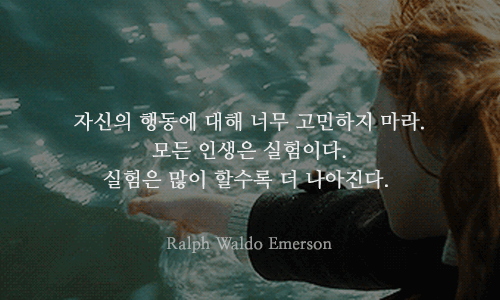 자신의 행동에 대해 너무 고민하지 마라.
모든 인생은 실험이다.
실험은 많이 할수록 더 나아진다.
Ralph Waldo Emerson